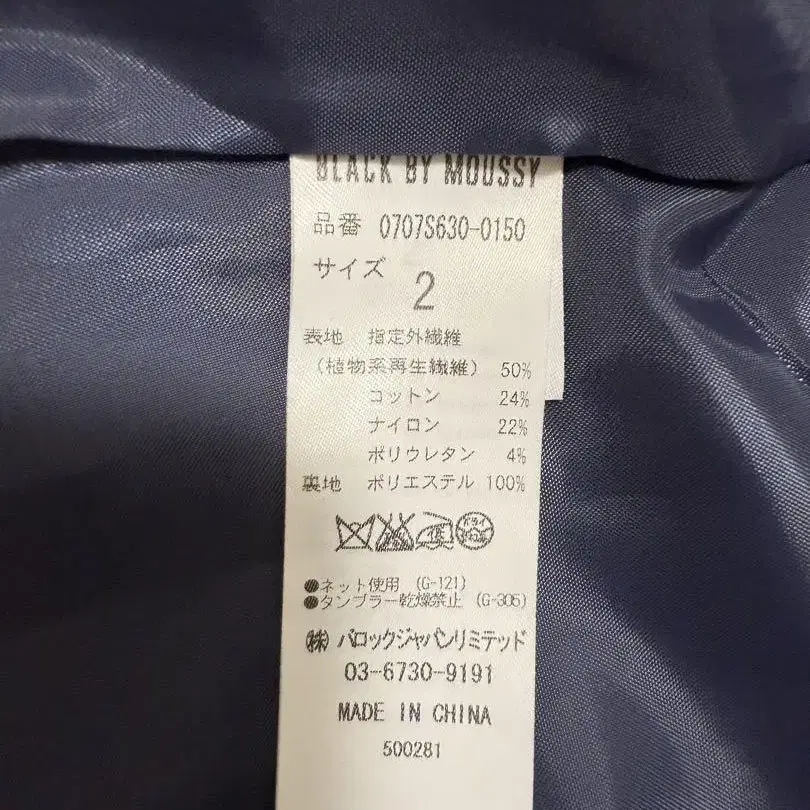 BLACK BY MOUSSY
品番 0707S630-0150
サイズ 2
表地 指定外繊維
(植物系再生繊維) 50%
コットン 24%
ナイロン 22%
ポリウレタン 4%
裏地 ポリエステル 100%
ドライ
●ネット使用 (G-121)
●タンブラー乾燥禁止 (G-305)
㈱ バロックジャパンリミテッド
03-6730-9191
MADE IN CHINA
500281